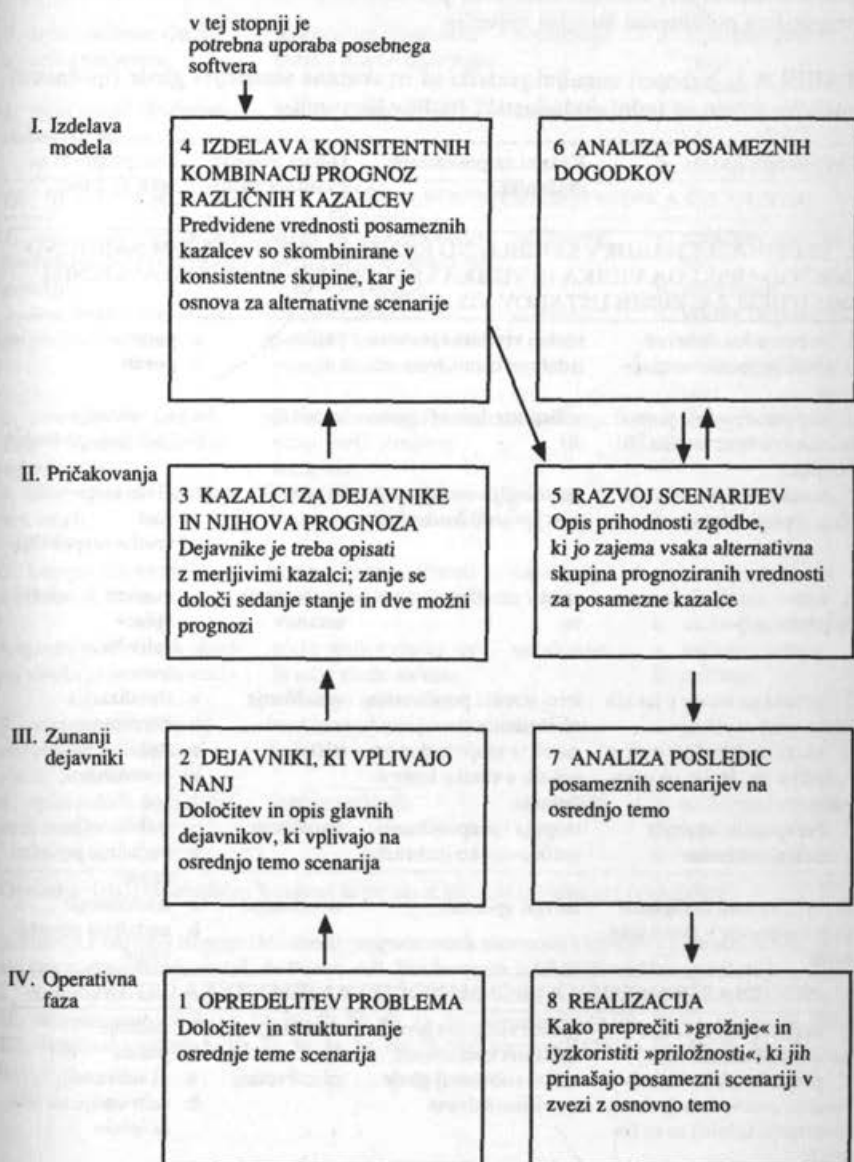 v tej stopnji je
potrebna uporaba posebnega
softvera
I. Izdelava
modela
4 IZDELAVA KONSITENTNIH
KOMBINACIJ PROGNOZ
RAZLIČNIH KAZALCEV
Predvidene vrednosti posameznih
kazalcev so skombinirane v
konsistentne skupine, kar je
osnova za alternativne scenarije
6 ANALIZA POSAMEZNIH
DOGODKOV
II. Pričakovanja
3 KAZALCI ZA DEJAVNIKE
IN NJIHOVA PROGNOZA
Dejavnike je treba opisati
z merljivimi kazalci; zanje se
določi sedanje stanje in dve možni
prognozi
5 RAZVOJ SCENARIJEV
Opis prihodnosti zgodbe,
ki jo zajema vsaka alternativna
skupina prognoziranih vrednosti
za posamezne kazalce
III. Zunanji
dejavniki
2 DEJAVNIKI, KI VPLIVAJO
NANJ
Določitev in opis glavnih
dejavnikov, ki vplivajo na
osrednjo temo scenarija
7 ANALIZA POSLEDIC
posameznih scenarijev na
osrednjo temo
IV. Operativna
faza
1 OPREDELITEV PROBLEMA
Določitev in strukturiranje
osrednje teme scenarija
8 REALIZACIJA
Kako preprečiti »grožnje« in
iyzkoristiti »priložnosti«, ki jih
prinašajo posamezni scenariji v
zvezi z osnovno temo